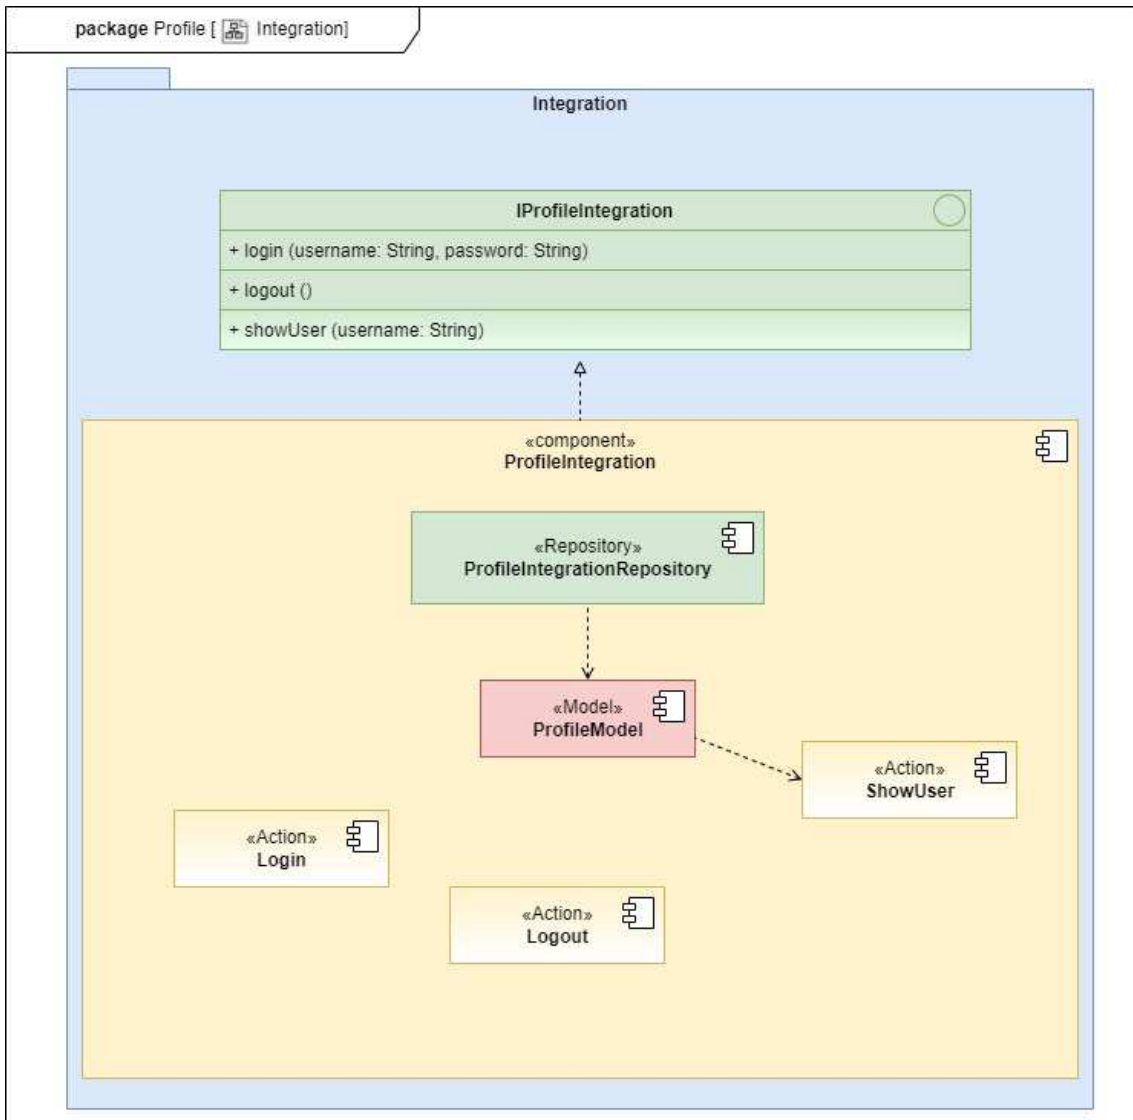 package Profile [ Integration]
Integration
IProfileIntegration
+ login (username: String, password: String)
+ logout ()
+ showUser (username: String)
«component»
ProfileIntegration
«Repository»
ProfileIntegrationRepository
«Model»
ProfileModel
«Action»
ShowUser
«Action»
Login
«Action»
Logout